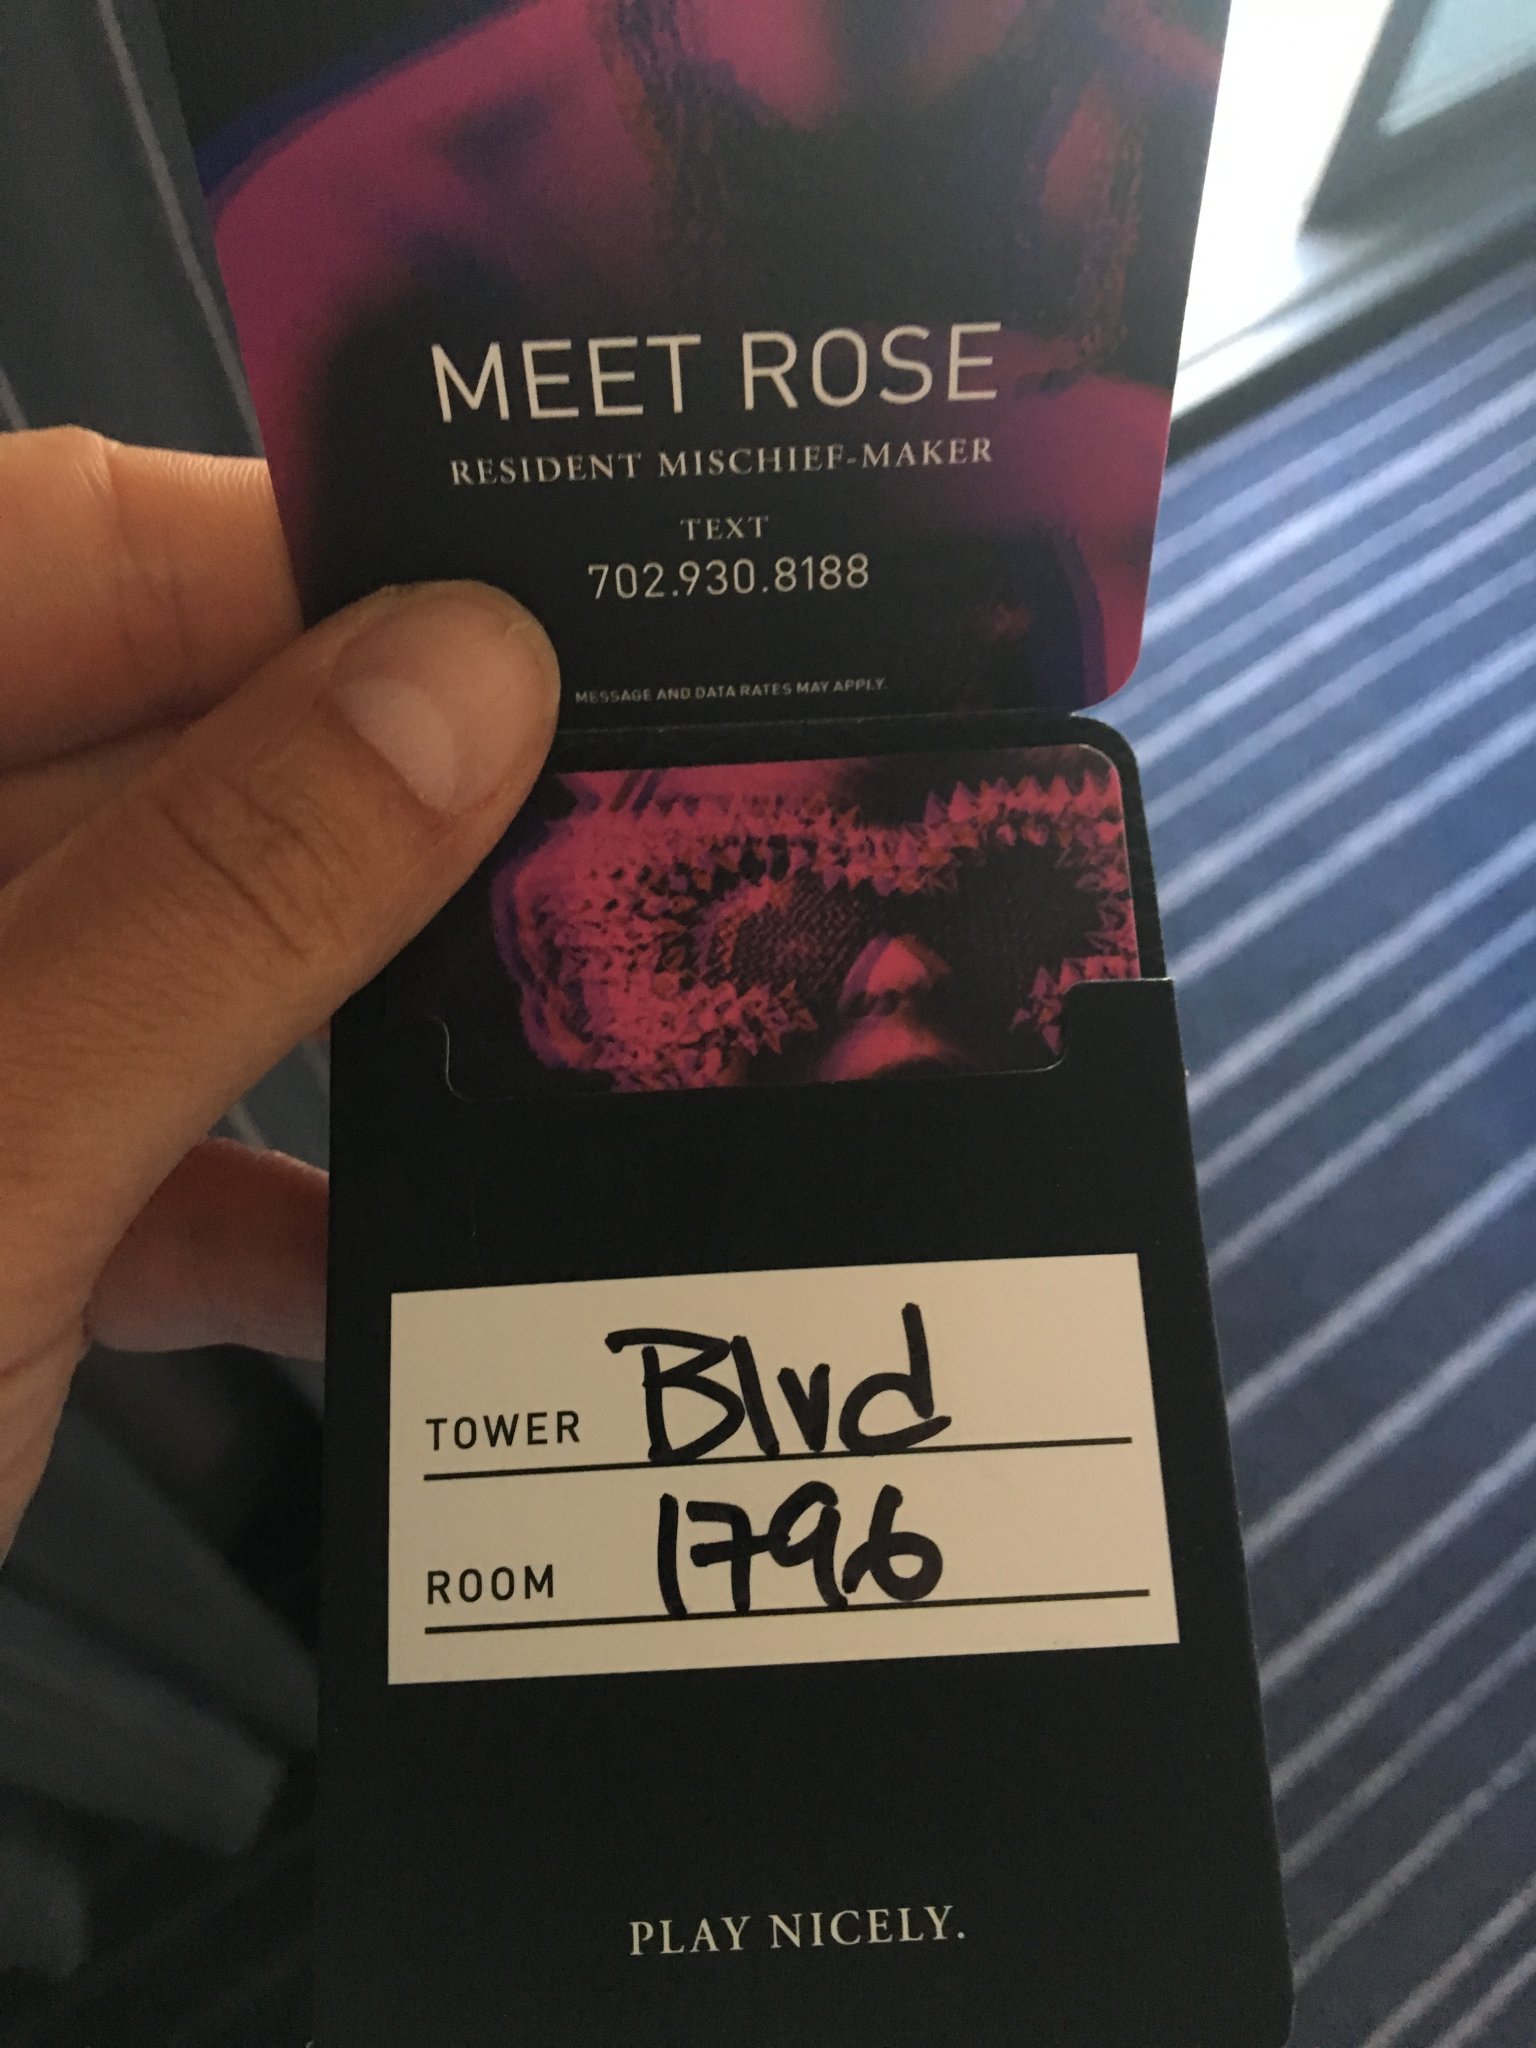 MEET ROSE
RESIDENT MISCHIEF-MAKER
TEXT
702.930.8188
MESSAGE AND DATA RATES MAY APPLY.
TOWER Blvd
ROOM 1796
PLAY NICELY.